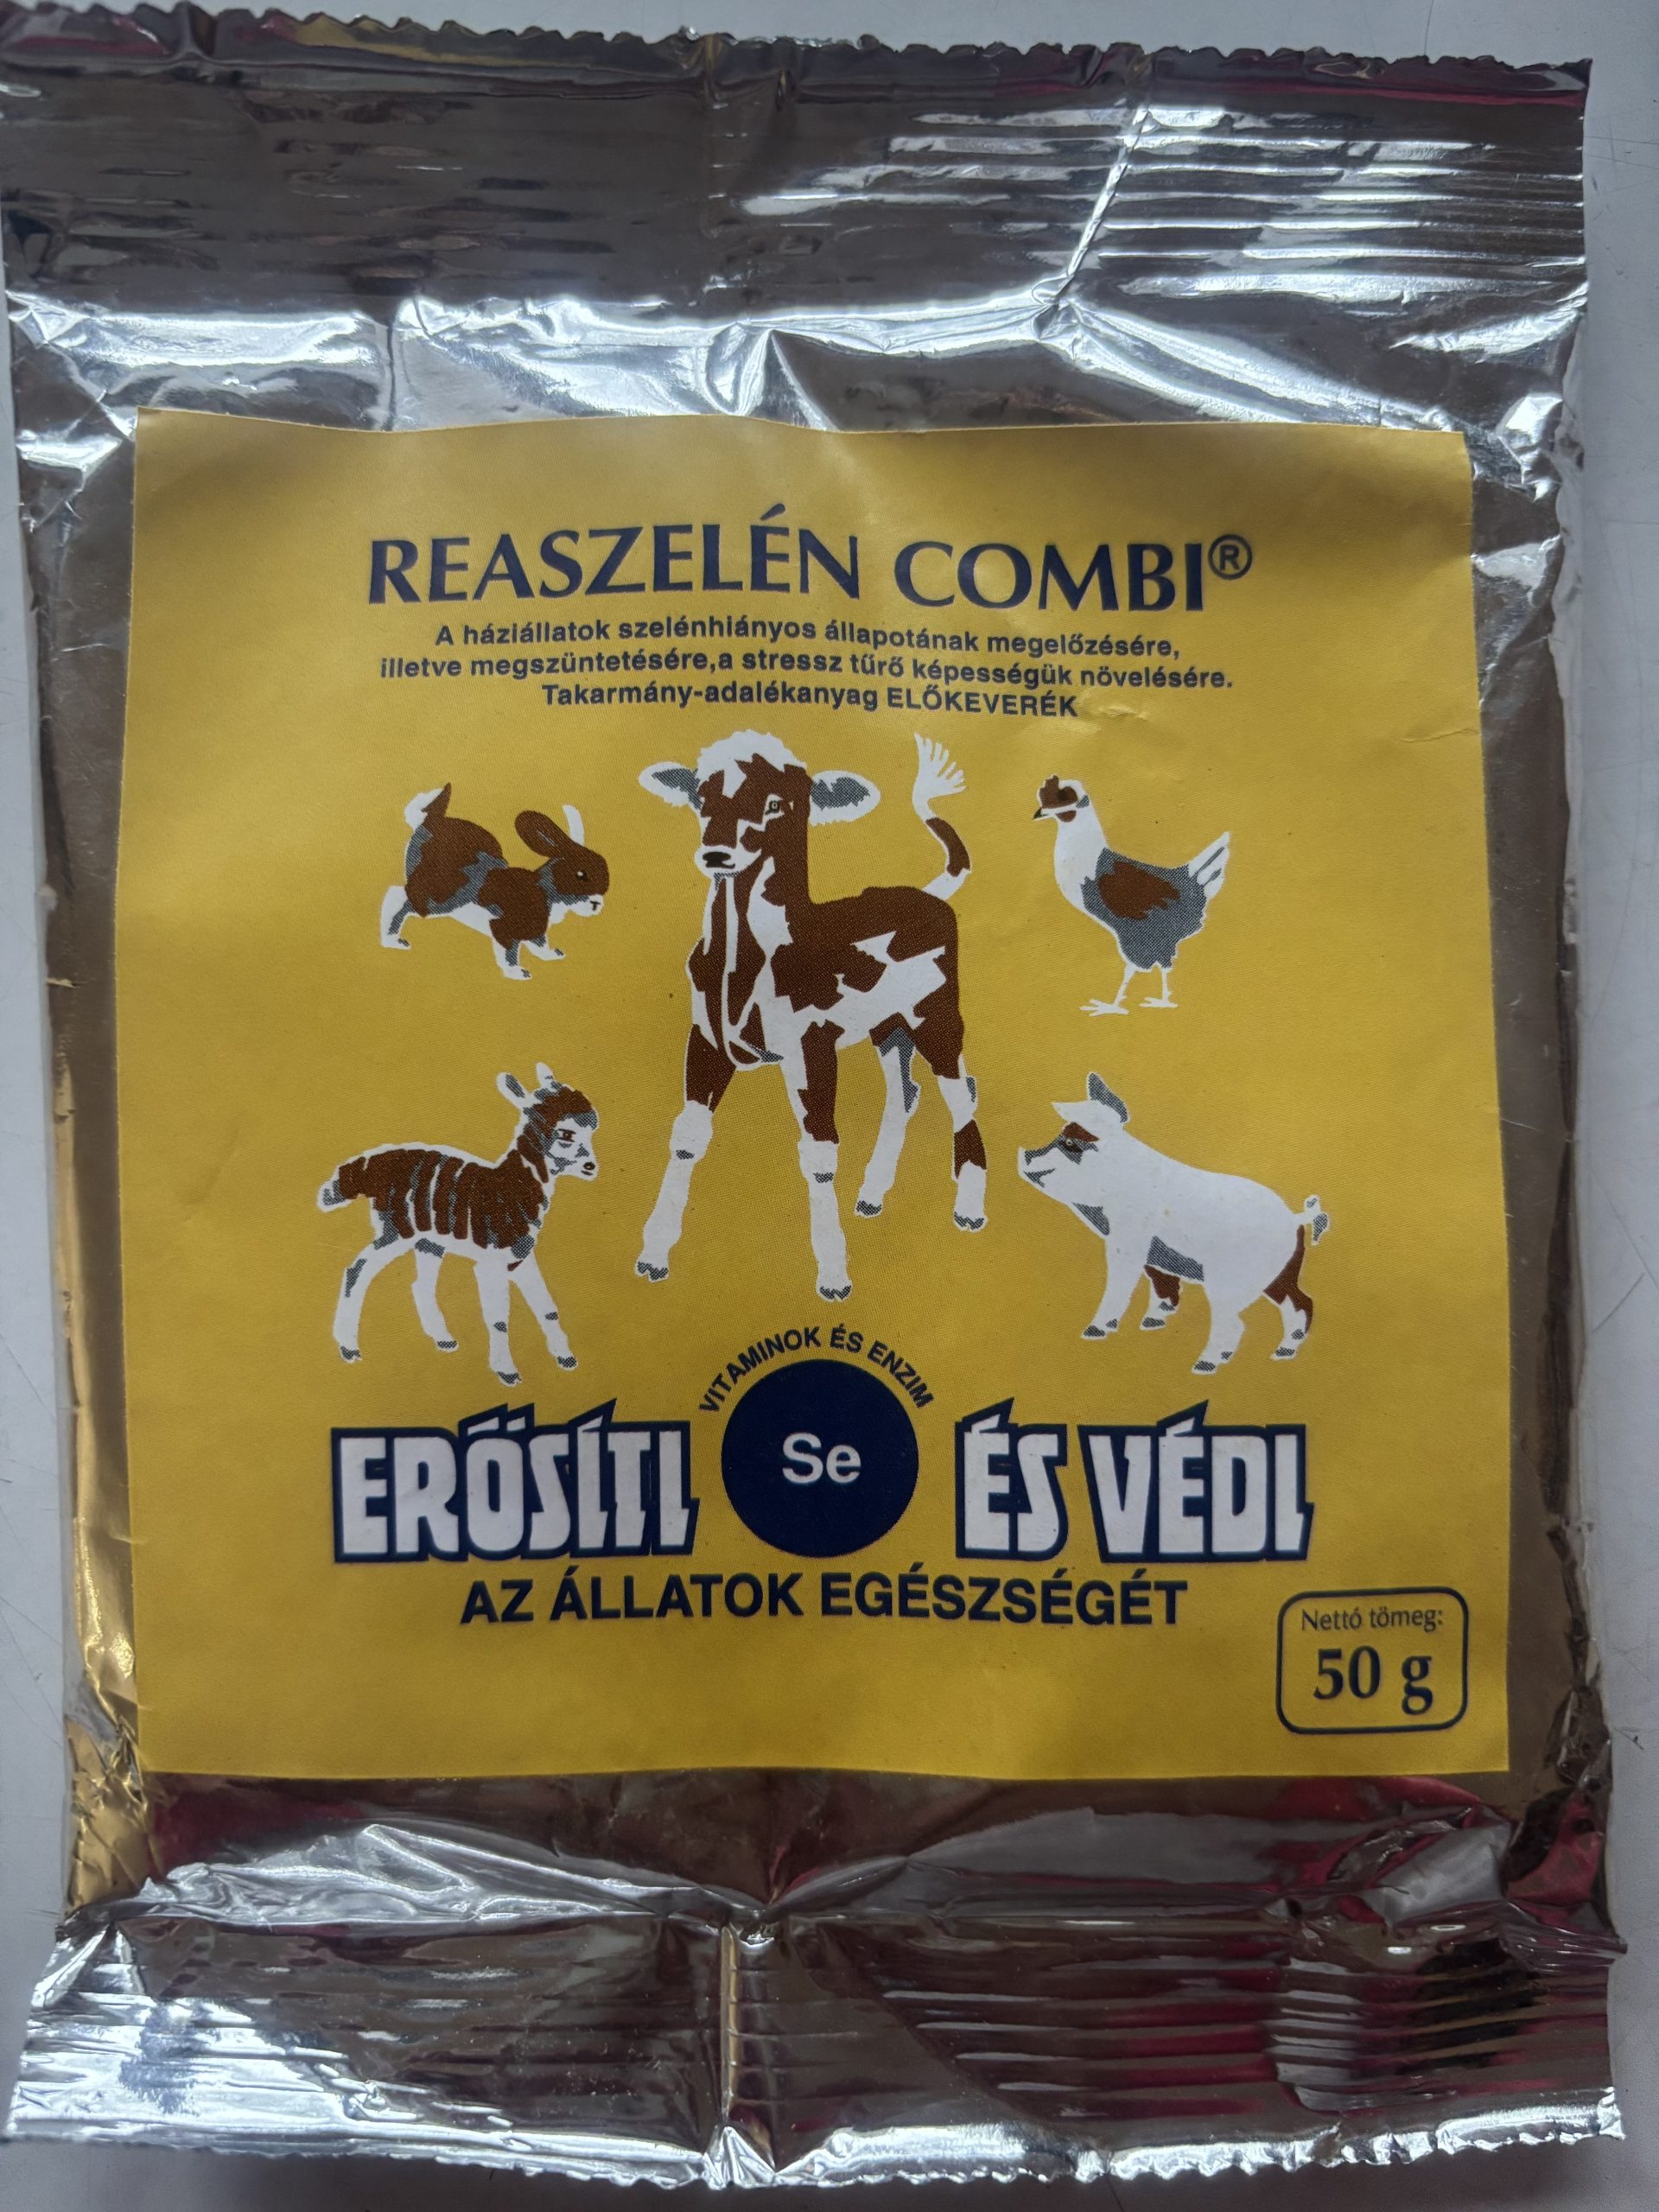 REASZELÉN COMBI®
A háziállatok szelénhiányos állapotának megelőzésére,
illetve megszüntetésére,a stressz tűrő képességük növelésére.
Takarmány-adalékanyag ELŐKEVERÉK
VITAMINOK ÉS ENZIM
ERŐSÍTI Se ÉS VÉDI
AZ ÁLLATOK EGÉSZSÉGÉT
Nettó tömeg:
50 g